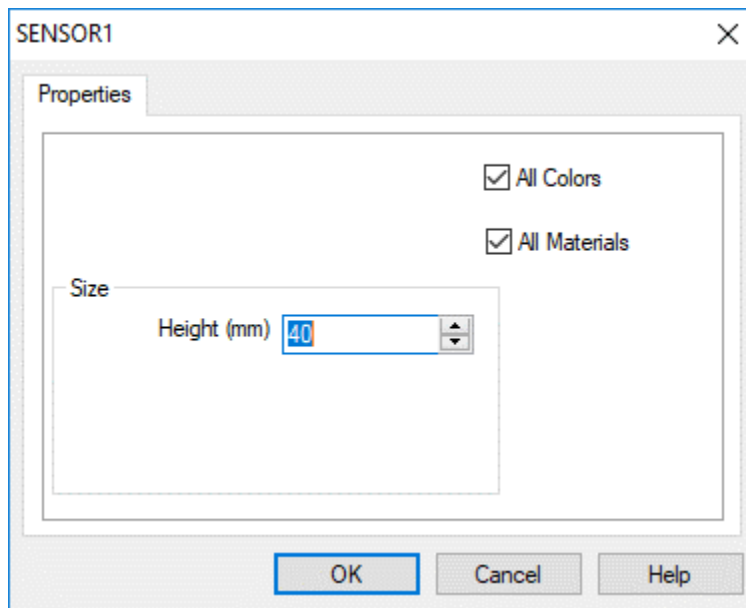 SENSOR1
Properties
All Colors
All Materials
Size
Height (mm) 40
OK Cancel Help